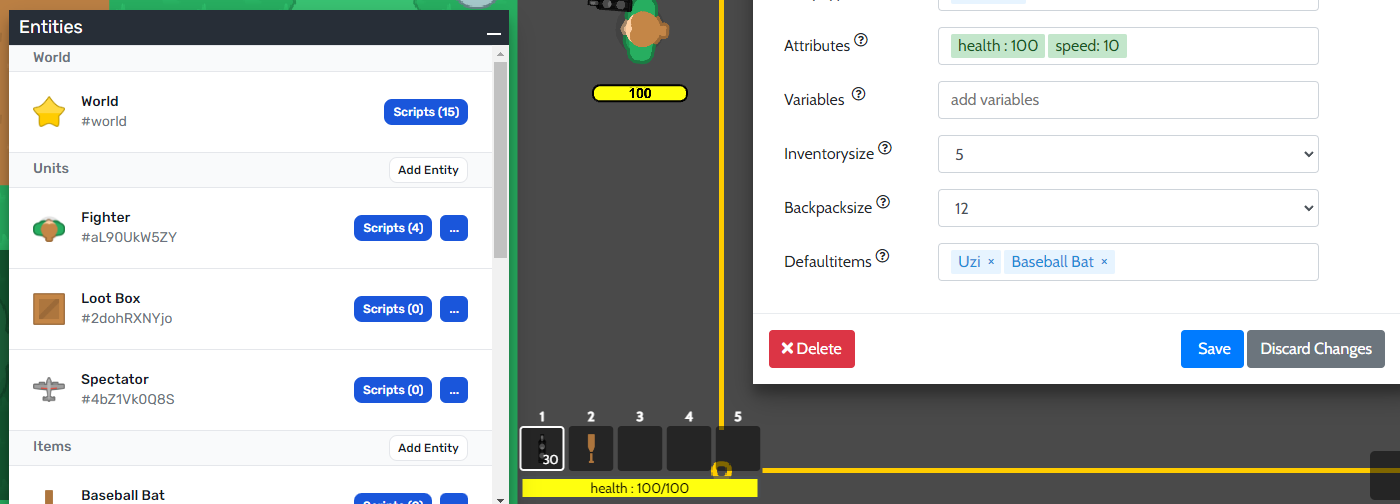 Entities
World
World
#world
Scripts (15)
Units
Add Entity
Fighter
#aL90UkW5ZY
Scripts (4)
...
Loot Box
#2dohRXNYjo
Scripts (0)
...
Spectator
#4bZ1Vk0Q8S
Scripts (0)
...
Items
Add Entity
Baseball Bat
100
1 2 3 4 5
30
health : 100/100
Attributes ?
health : 100 speed: 10
Variables ?
add variables
Inventorysize ?
5
Backpacksize ?
12
Defaultitems ?
Uzi × Baseball Bat ×
Delete
Save
Discard Changes